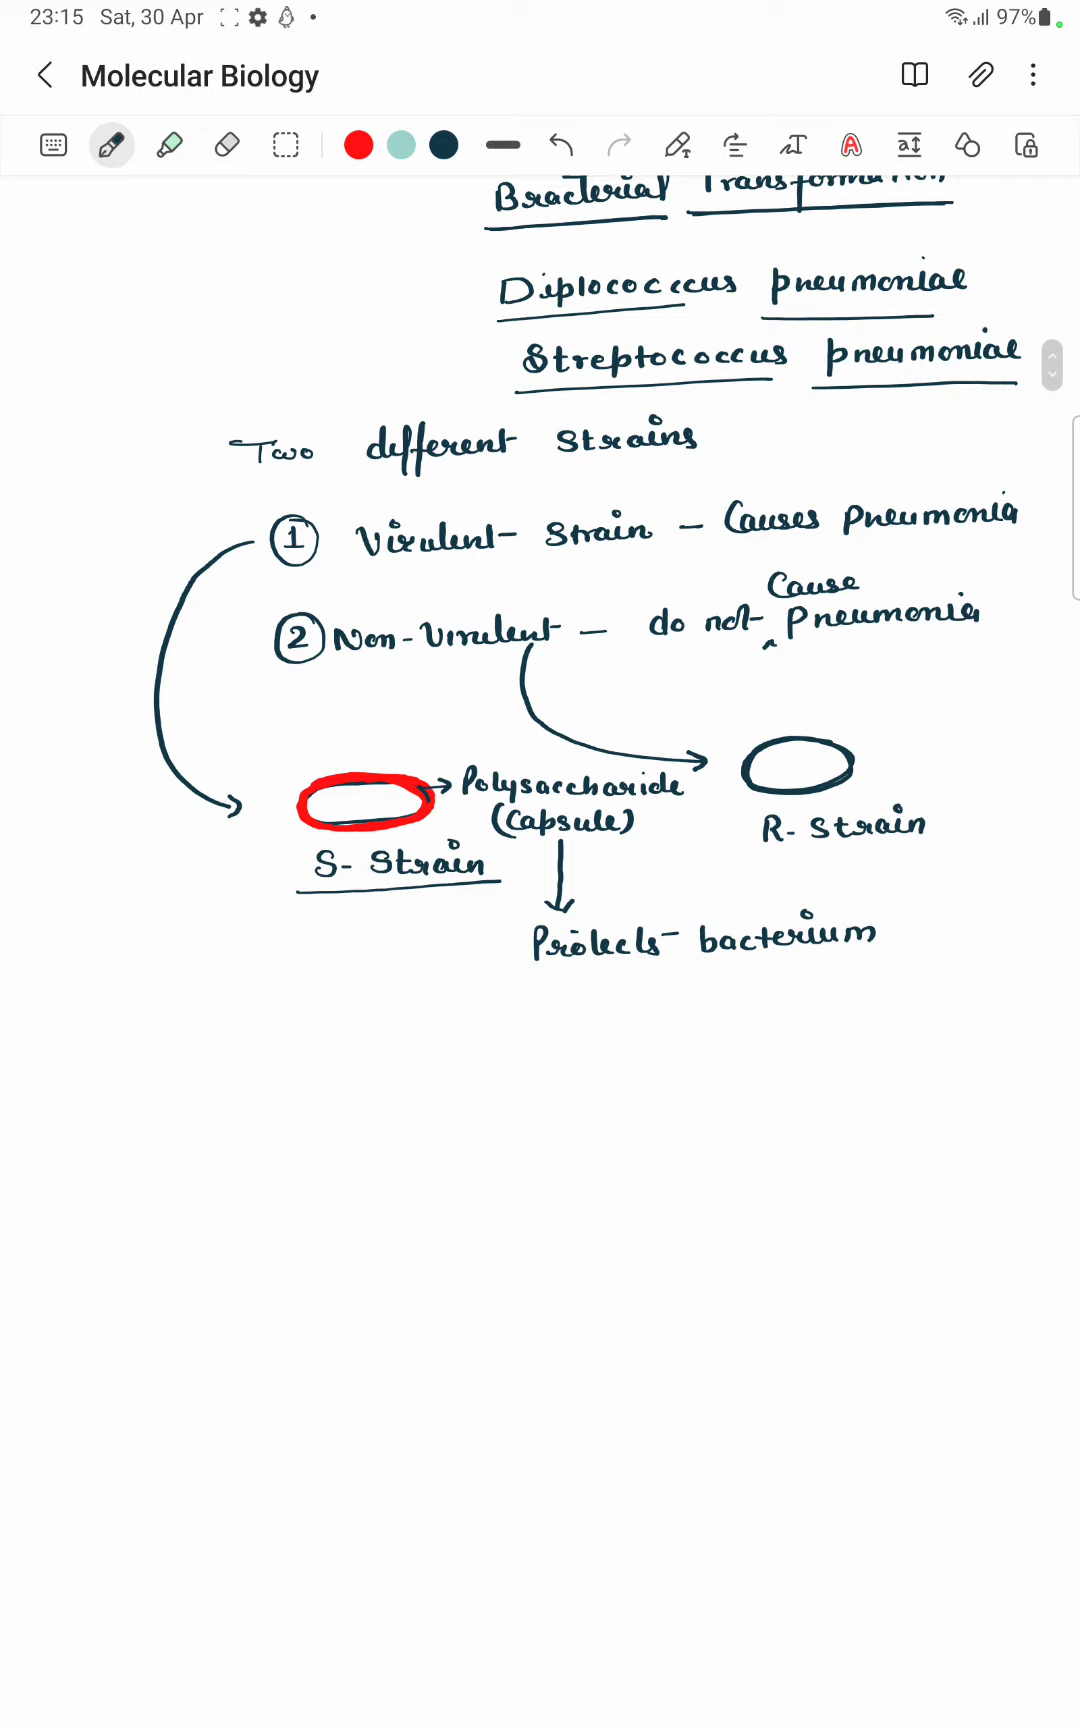 23:15 Sat, 30 Apr 97%
Molecular Biology
Bracterial Transformation
Diplococcus pneumoniae
Streptococcus pneumoniae
Two different Strains
1 Virulent Strain - Causes Pneumonia
Cause
2 Non-Virulent - do not ^ Pneumonia
Polysaccharide
(Capsule)
R- Strain
S- Strain
Protects bacterium